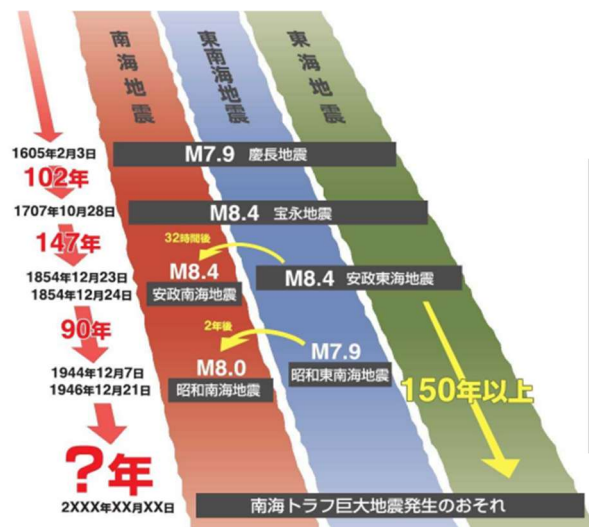 南海地震
東南海地震
東海地震
1605年2月3日
M7.9 慶長地震
102年
1707年10月28日
M8.4 宝永地震
147年
32時間後
1854年12月23日
1854年12月24日
M8.4
安政南海地震
M8.4 安政東海地震
90年
2年後
1944年12月7日
1946年12月21日
M8.0
昭和南海地震
M7.9
昭和東南海地震
150年以上
?年
2XXX年XX月XX日
南海トラフ巨大地震発生のおそれ